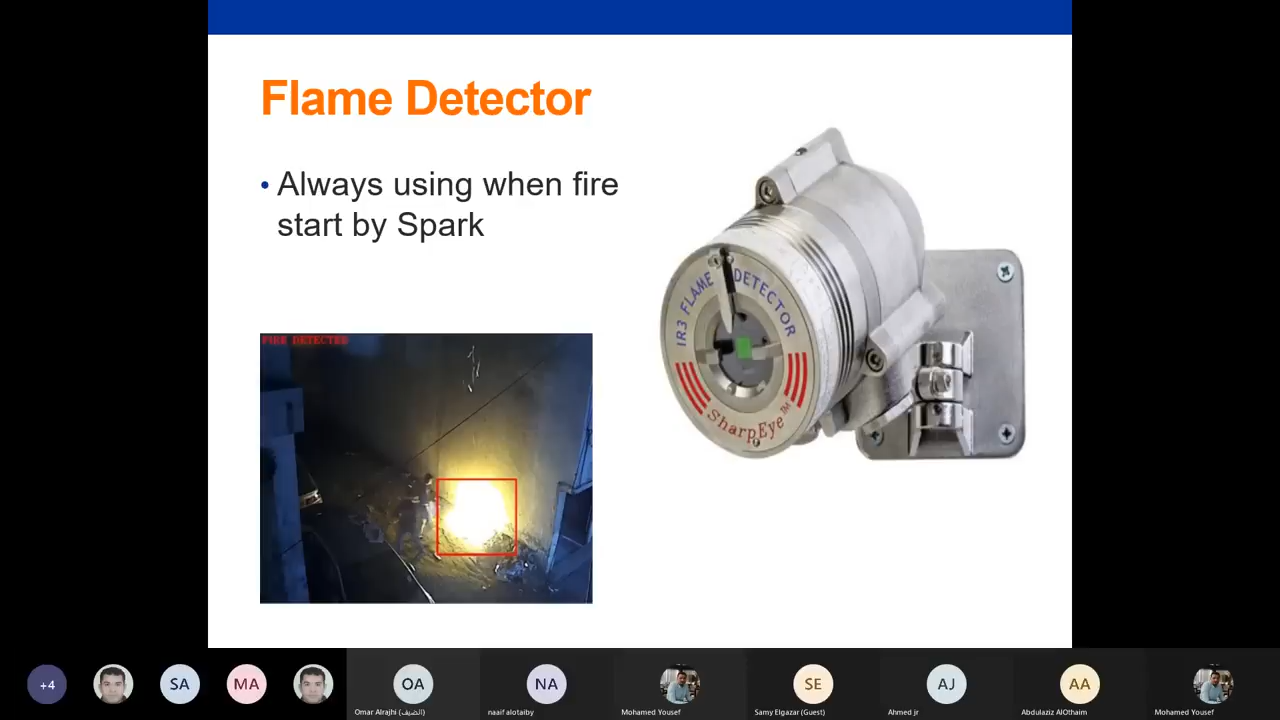 Flame Detector
• Always using when fire
start by Spark
IR3 FLAME DETECTOR
SharpEye™
FIRE DETECTED
+4
SA
MA
OA
NA
SE
AJ
AA
Omar Alrajhi (الضيف)
naaif alotaiby
Mohamed Yousef
Samy Elgazar (Guest)
Ahmed jr
Abdulaziz AlOthaim
Mohamed Yousef